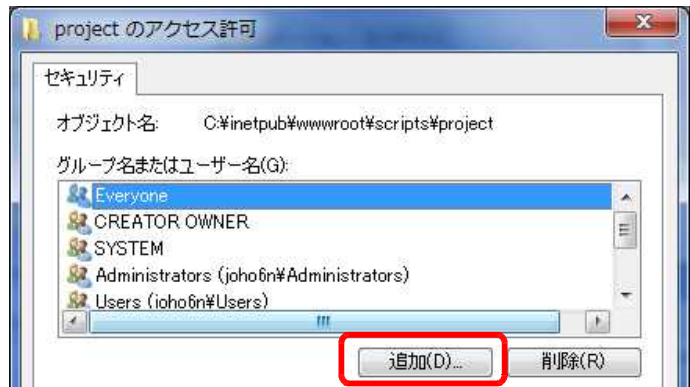 project のアクセス許可
セキュリティ
オブジェクト名: C:¥inetpub¥wwwroot¥scripts¥project
グループ名またはユーザー名(G):
Everyone
CREATOR OWNER
SYSTEM
Administrators (joho6n¥Administrators)
Users (joho6n¥Users)
追加(D)... 削除(R)